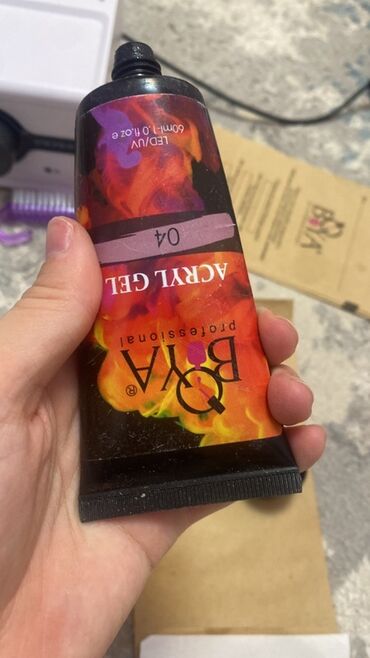 BOYA®
professional
ACRYL GEL
04
LED/UV
60ml-1.0 fl.oz e
BOYA